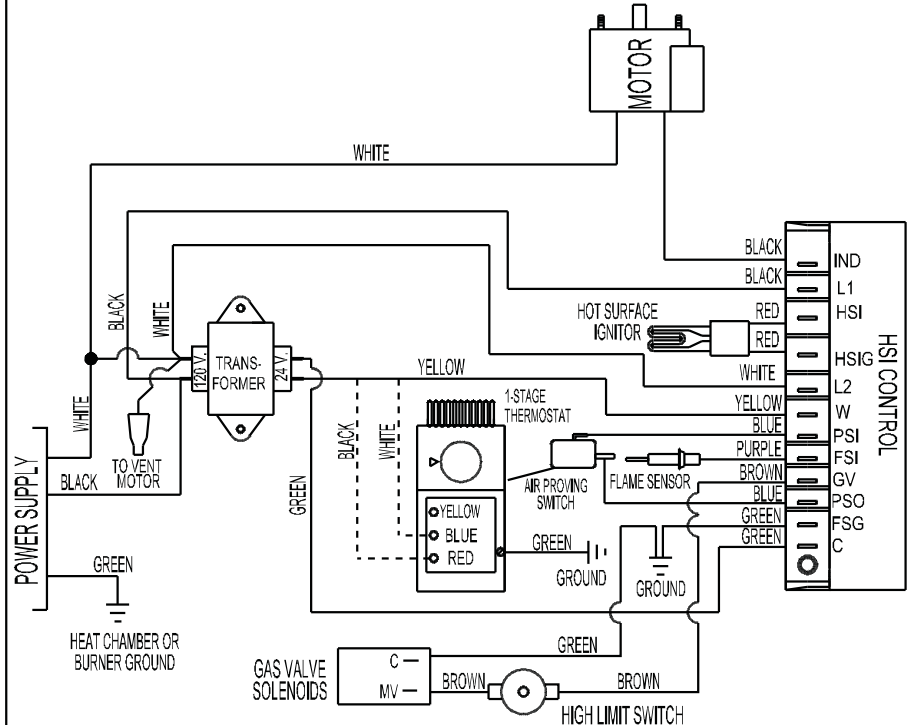 MOTOR
WHITE
BLACK
IND
BLACK
L1
BLACK
WHITE
HOT SURFACE
IGNITOR
RED
HSI
RED
HSIG
HSI CONTROL
120 V.
TRANS-
FORMER
24 V.
YELLOW
WHITE
L2
YELLOW
W
BLUE
PSI
PURPLE
FSI
BROWN
GV
BLUE
PSO
GREEN
FSG
GREEN
C
1-STAGE
THERMOSTAT
WHITE
BLACK
WHITE
TO VENT
MOTOR
AIR PROVING
SWITCH
FLAME SENSOR
POWER SUPPLY
BLACK
GREEN
YELLOW
BLUE
RED
GREEN
GROUND
GROUND
GREEN
HEAT CHAMBER OR
BURNER GROUND
GREEN
GAS VALVE
SOLENOIDS
C
MV
BROWN
BROWN
HIGH LIMIT SWITCH